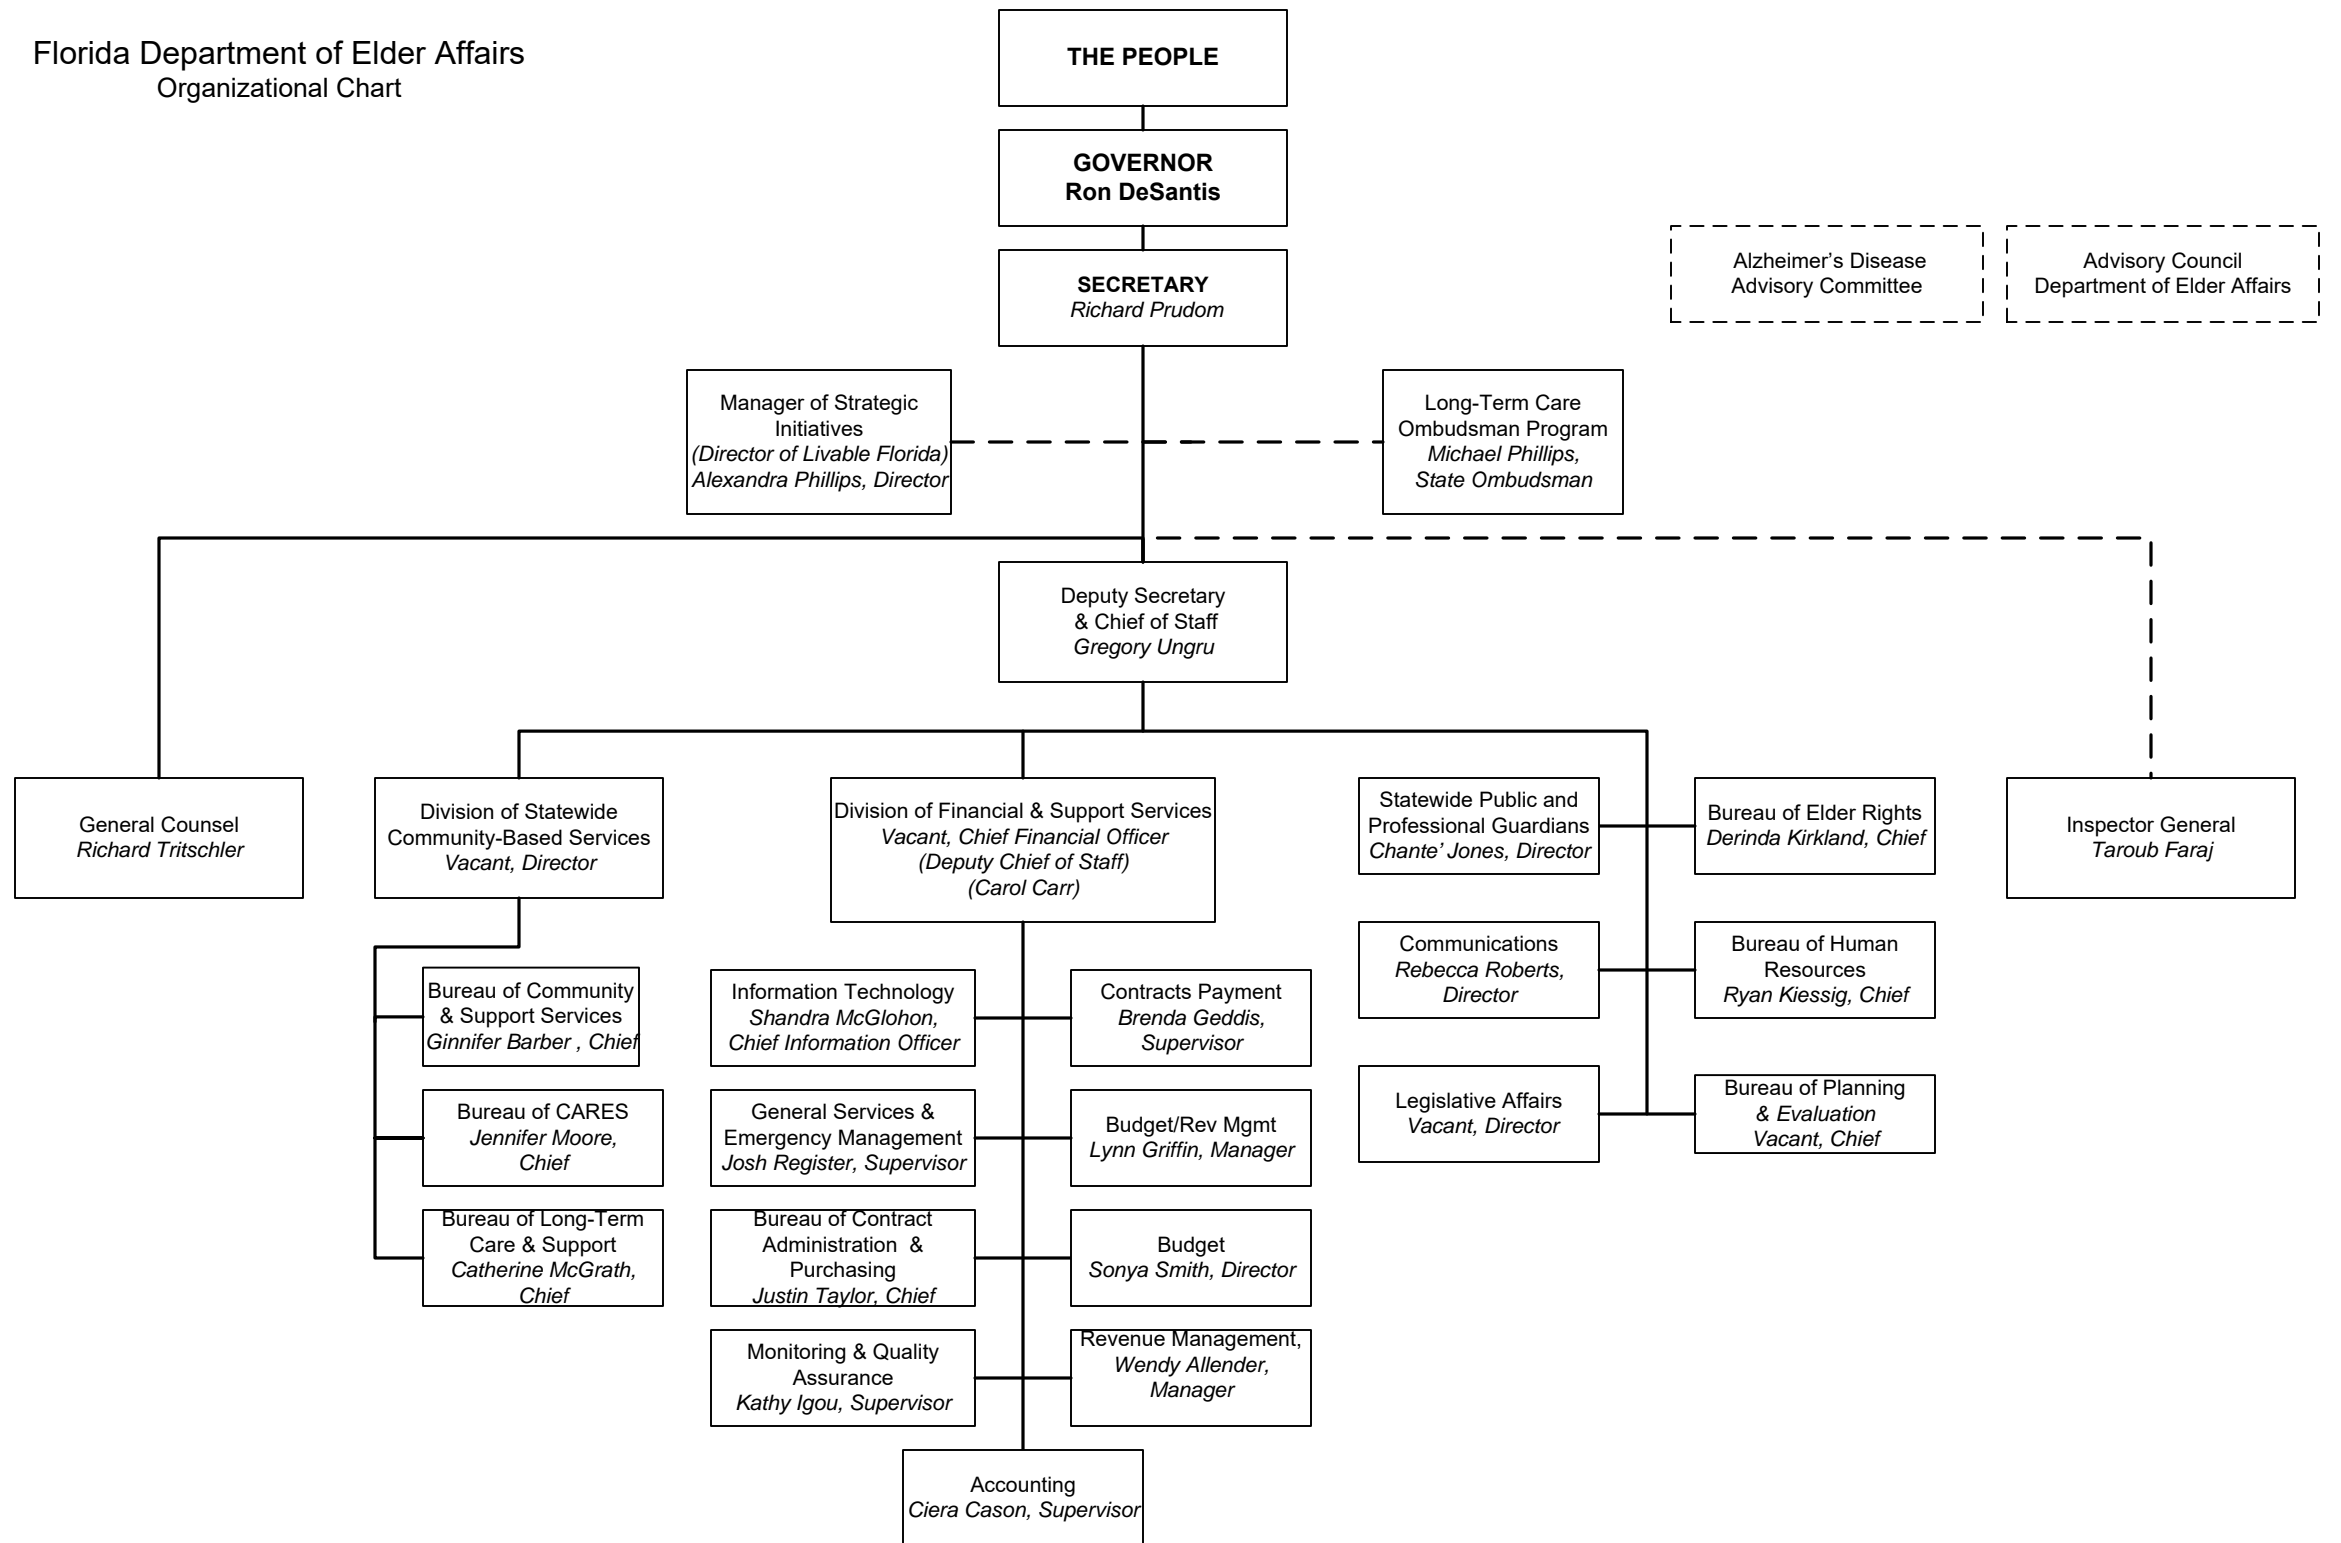 Florida Department of Elder Affairs
Organizational Chart
THE PEOPLE
GOVERNOR
Ron DeSantis
SECRETARY
Richard Prudom
Alzheimer’s Disease
Advisory Committee
Advisory Council
Department of Elder Affairs
Manager of Strategic
Initiatives
(Director of Livable Florida)
Alexandra Phillips, Director
Long-Term Care
Ombudsman Program
Michael Phillips,
State Ombudsman
Deputy Secretary
& Chief of Staff
Gregory Ungru
General Counsel
Richard Tritschler
Division of Statewide
Community-Based Services
Vacant, Director
Division of Financial & Support Services
Vacant, Chief Financial Officer
(Deputy Chief of Staff)
(Carol Carr)
Statewide Public and
Professional Guardians
Chante’ Jones, Director
Bureau of Elder Rights
Derinda Kirkland, Chief
Inspector General
Taroub Faraj
Bureau of Community
& Support Services
Ginnifer Barber , Chief
Bureau of CARES
Jennifer Moore,
Chief
Bureau of Long-Term
Care & Support
Catherine McGrath,
Chief
Information Technology
Shandra McGlohon,
Chief Information Officer
Contracts Payment
Brenda Geddis,
Supervisor
General Services &
Emergency Management
Josh Register, Supervisor
Budget/Rev Mgmt
Lynn Griffin, Manager
Bureau of Contract
Administration  &
Purchasing
Justin Taylor, Chief
Budget
Sonya Smith, Director
Monitoring & Quality
Assurance
Kathy Igou, Supervisor
Revenue Management,
Wendy Allender,
Manager
Accounting
Ciera Cason, Supervisor
Communications
Rebecca Roberts,
Director
Bureau of Human
Resources
Ryan Kiessig, Chief
Legislative Affairs
Vacant, Director
Bureau of Planning
& Evaluation
Vacant, Chief